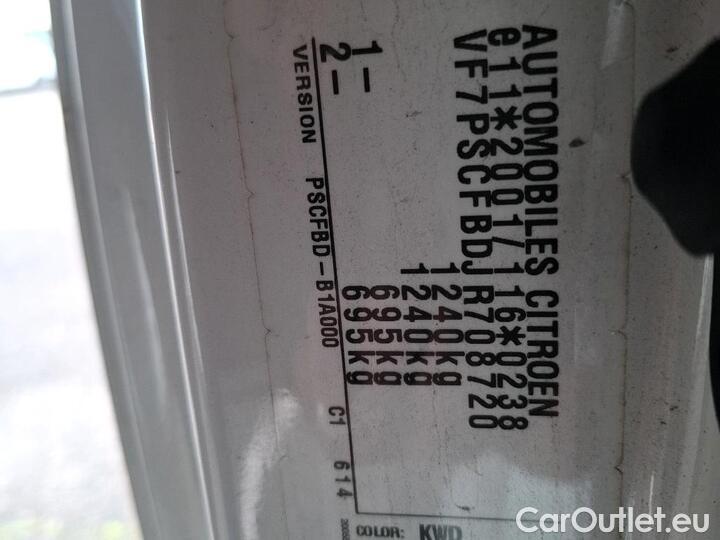 AUTOMOBILES CITROEN
e11*2001/116*0238
VF7PSCFBDJR708720
1240kg
1240kg
1- 695kg
2- 695kg
VERSION PSCFBD-B1A000 C1 614
COLOR: KWD
CarOutlet.eu